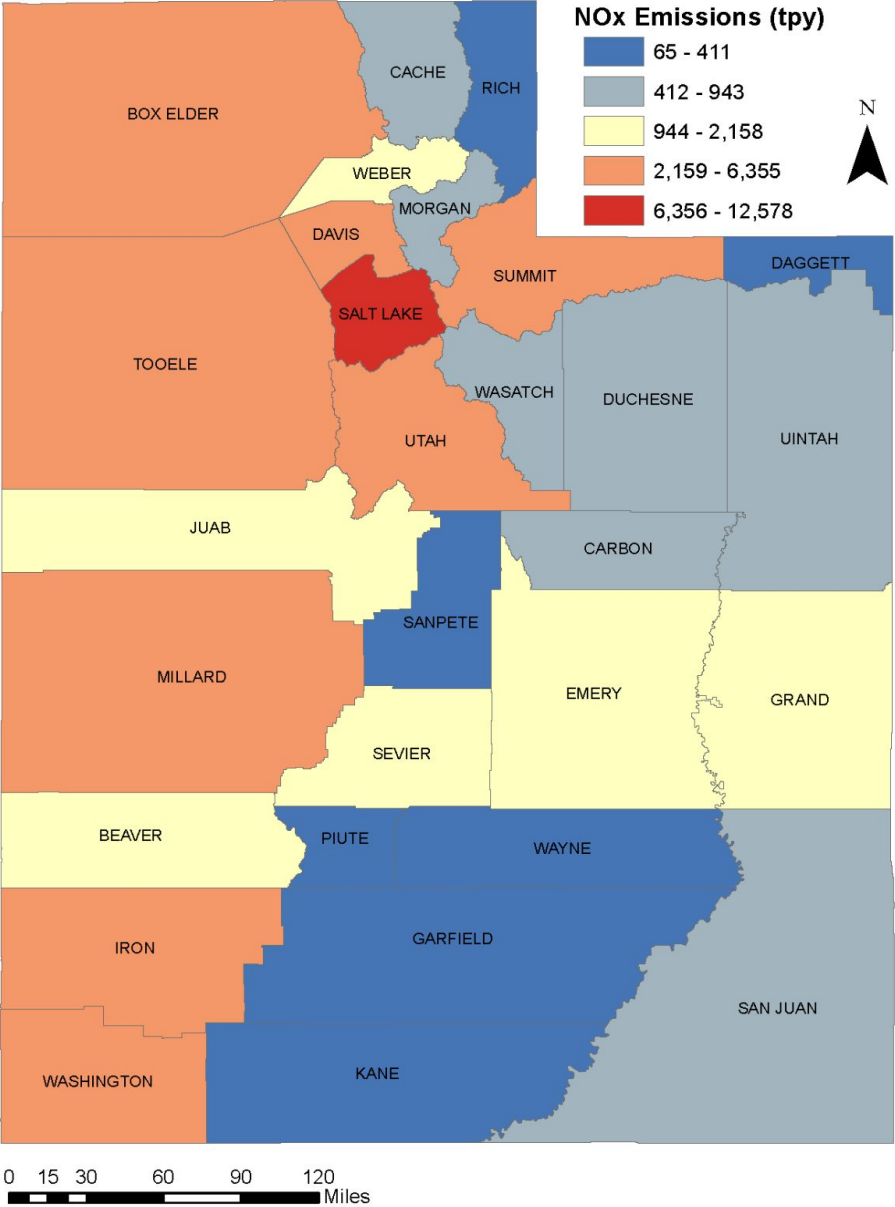 NOx Emissions (tpy)
65 - 411
412 - 943
944 - 2,158
2,159 - 6,355
6,356 - 12,578
N
CACHE
RICH
BOX ELDER
WEBER
MORGAN
DAVIS
SUMMIT
DAGGETT
SALT LAKE
TOOELE
WASATCH
DUCHESNE
UINTAH
UTAH
JUAB
CARBON
SANPETE
MILLARD
EMERY
GRAND
SEVIER
BEAVER
PIUTE
WAYNE
IRON
GARFIELD
SAN JUAN
WASHINGTON
KANE
0 15 30 60 90 120
Miles